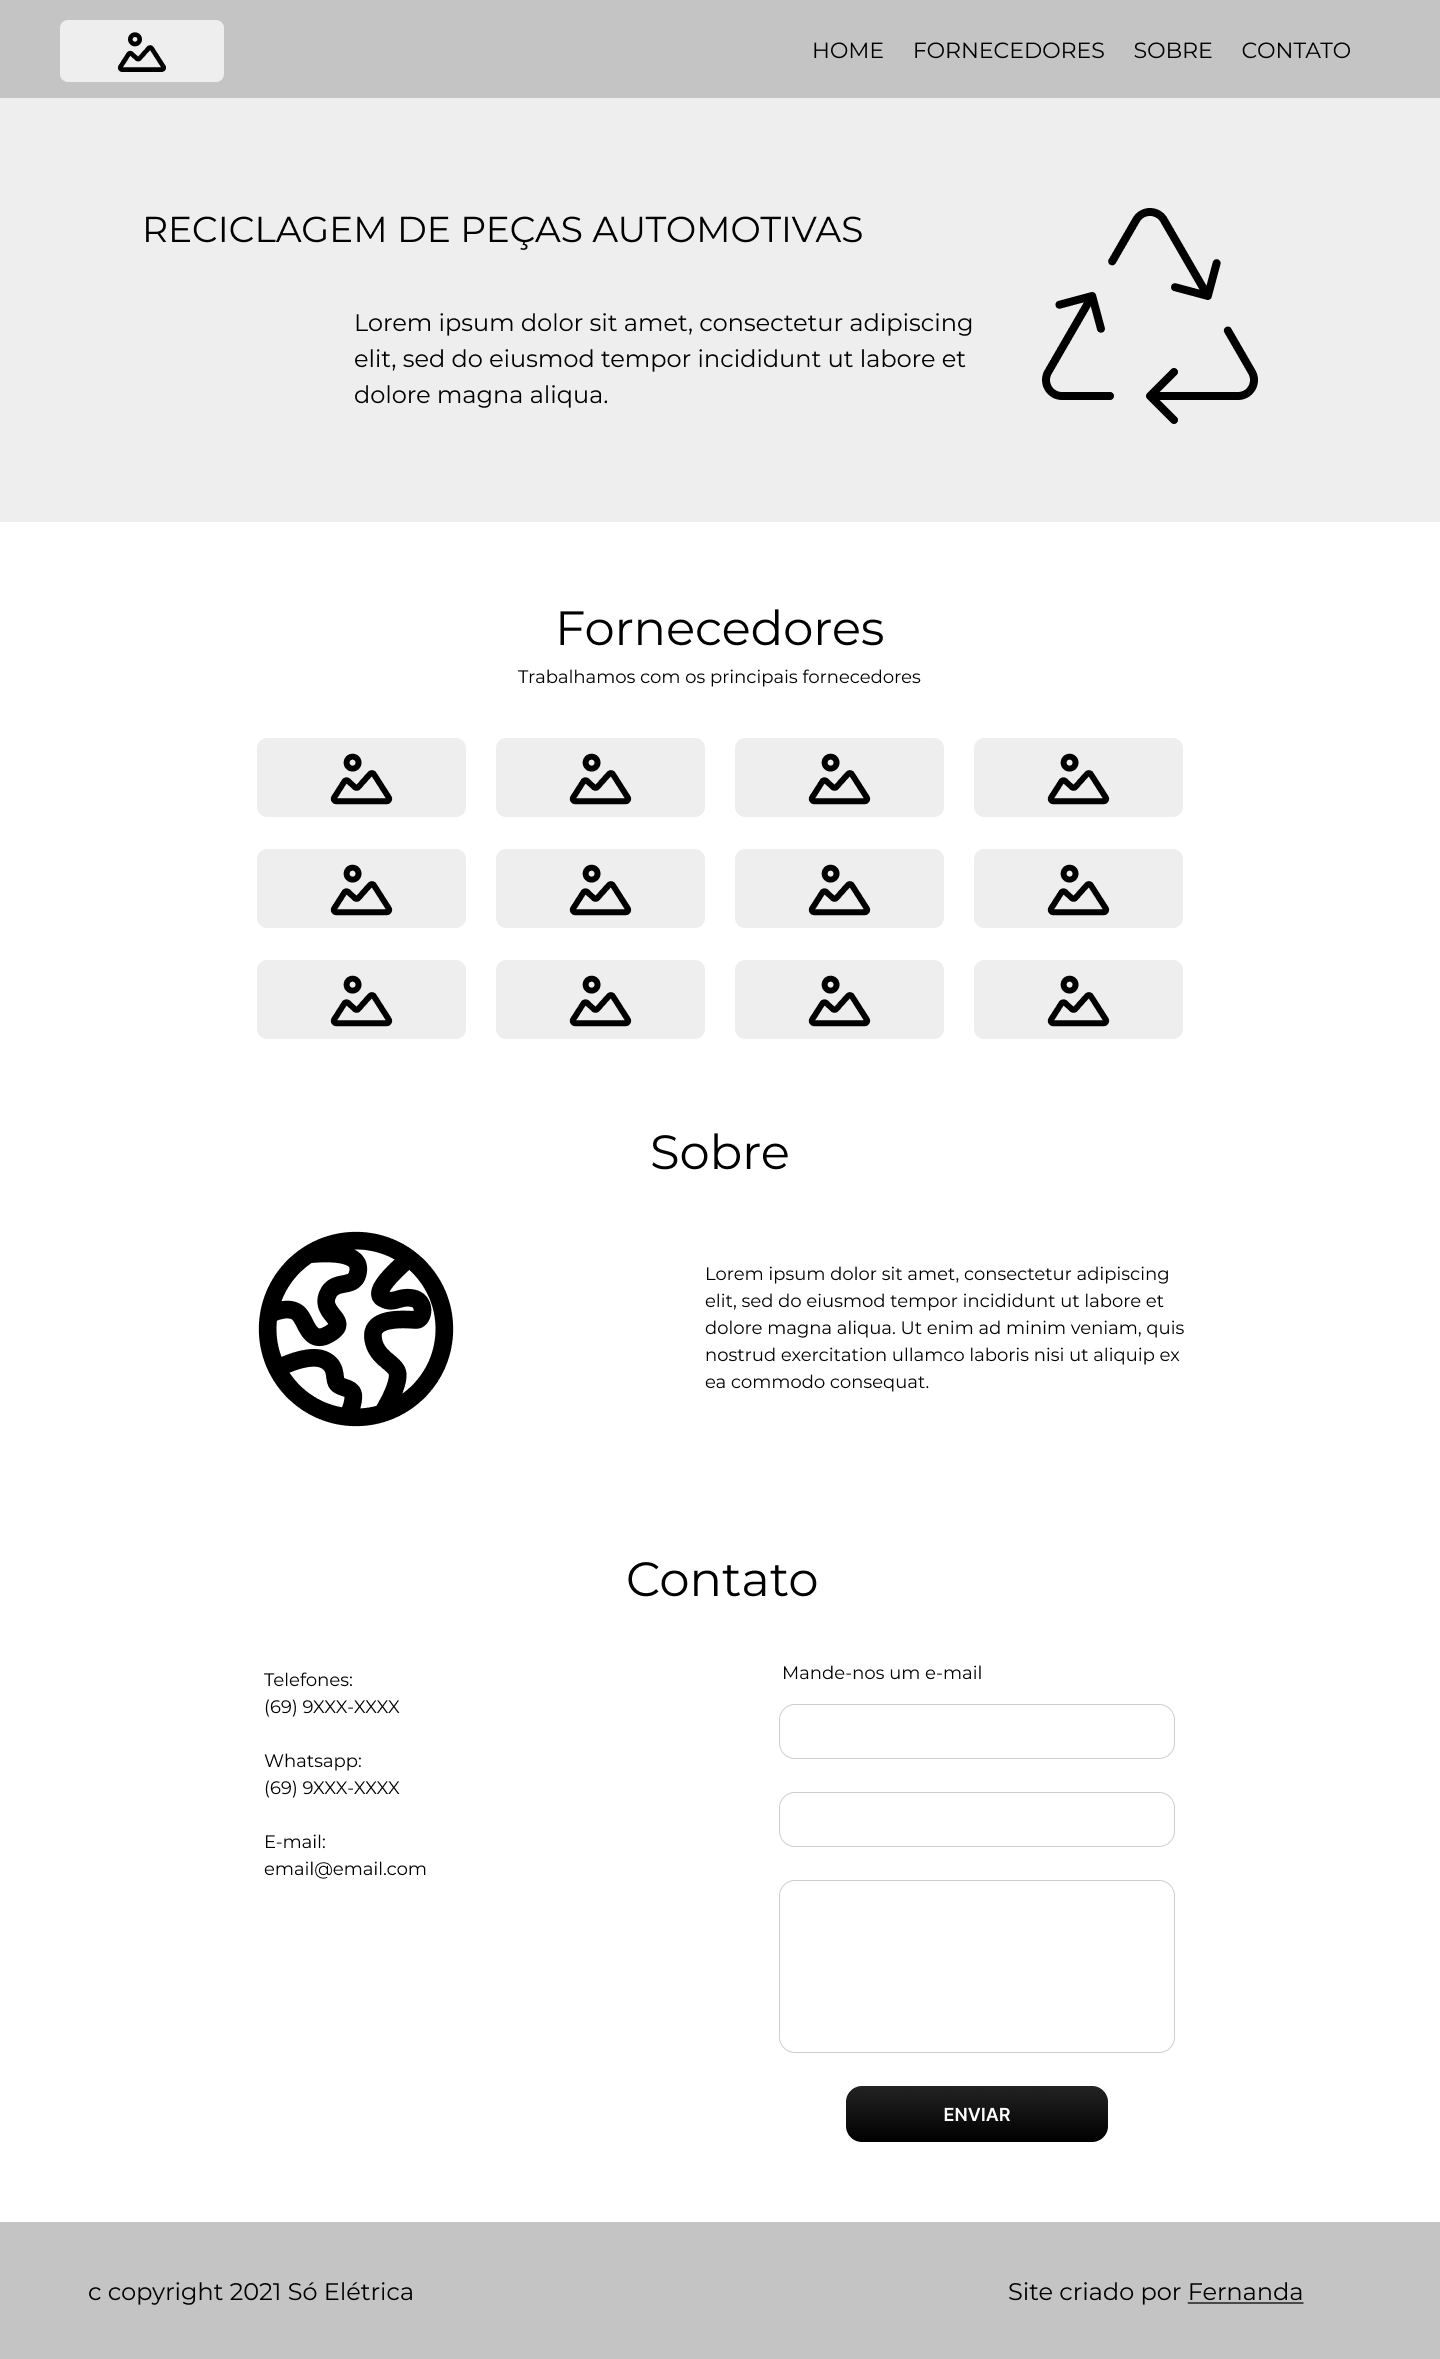 HOME FORNECEDORES SOBRE CONTATO
RECICLAGEM DE PEÇAS AUTOMOTIVAS
Lorem ipsum dolor sit amet, consectetur adipiscing
elit, sed do eiusmod tempor incididunt ut labore et
dolore magna aliqua.
Fornecedores
Trabalhamos com os principais fornecedores
Sobre
Lorem ipsum dolor sit amet, consectetur adipiscing
elit, sed do eiusmod tempor incididunt ut labore et
dolore magna aliqua. Ut enim ad minim veniam, quis
nostrud exercitation ullamco laboris nisi ut aliquip ex
ea commodo consequat.
Contato
Telefones:
(69) 9XXX-XXXX
Whatsapp:
(69) 9XXX-XXXX
E-mail:
email@email.com
Mande-nos um e-mail
ENVIAR
c copyright 2021 Só Elétrica
Site criado por Fernanda